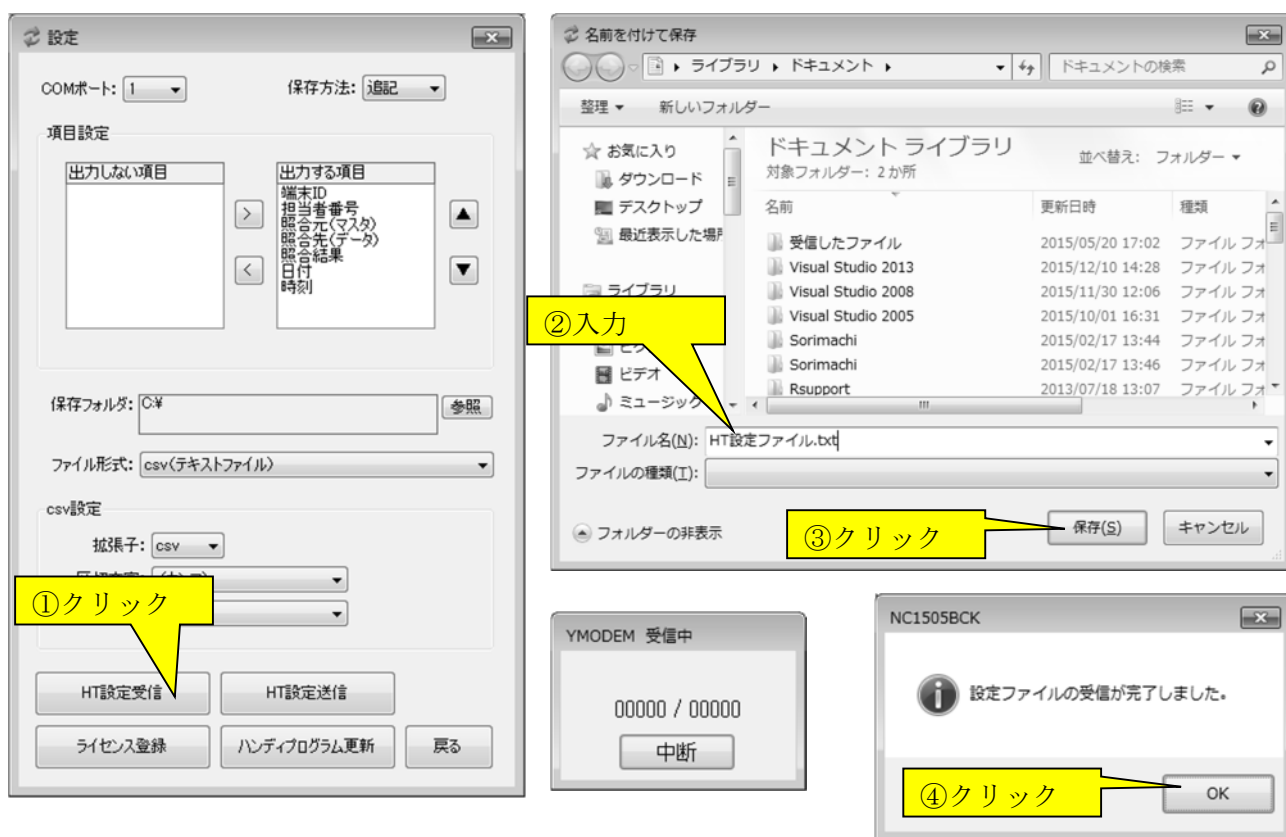 設定
COMポート: 1
保存方法: 追記
項目設定
出力しない項目
出力する項目
端末ID
担当者番号
照合元(マスタ)
照合先(データ)
照合結果
日付
時刻
>
<
▲
▼
保存フォルダ: C:¥
参照
ファイル形式: csv(テキストファイル)
csv設定
拡張子: csv
①クリック
HT設定受信
HT設定送信
ライセンス登録
ハンディプログラム更新
戻る
名前を付けて保存
ライブラリ ▶ ドキュメント ▶
ドキュメントの検索
整理 ▼ 新しいフォルダー
お気に入り
ダウンロード
デスクトップ
最近表示した場所
ライブラリ
ビデオ
ミュージック
ドキュメント ライブラリ
対象フォルダー: 2 か所
並べ替え: フォルダー ▼
名前 更新日時 種類
受信したファイル 2015/05/20 17:02 ファイル フォ
Visual Studio 2013 2015/12/10 14:28 ファイル フォ
Visual Studio 2008 2015/11/30 12:06 ファイル フォ
Visual Studio 2005 2015/10/01 16:31 ファイル フォ
Sorimachi 2015/02/17 13:44 ファイル フォ
Sorimachi 2015/02/17 13:46 ファイル フォ
Rsupport 2013/07/18 13:07 ファイル フォ
②入力
ファイル名(N): HT設定ファイル.txt
ファイルの種類(T):
フォルダーの非表示
③クリック
保存(S)
キャンセル
YMODEM 受信中
00000 / 00000
中断
NC1505BCK
設定ファイルの受信が完了しました。
④クリック
OK